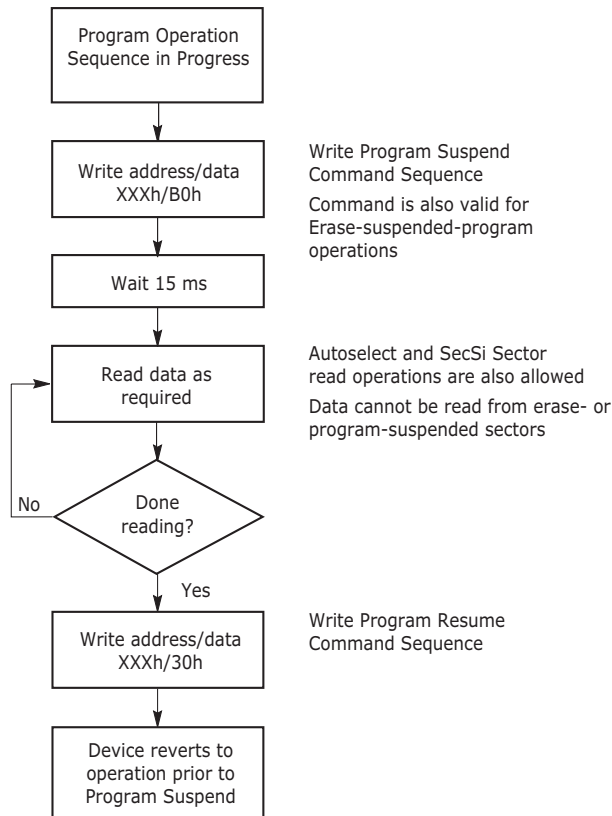 Program Operation
Sequence in Progress
Write address/data
XXXh/B0h
Write Program Suspend
Command Sequence
Command is also valid for
Erase-suspended-program
operations
Wait 15 ms
Read data as
required
Autoselect and SecSi Sector
read operations are also allowed
Data cannot be read from erase- or
program-suspended sectors
No
Done
reading?
Yes
Write address/data
XXXh/30h
Write Program Resume
Command Sequence
Device reverts to
operation prior to
Program Suspend